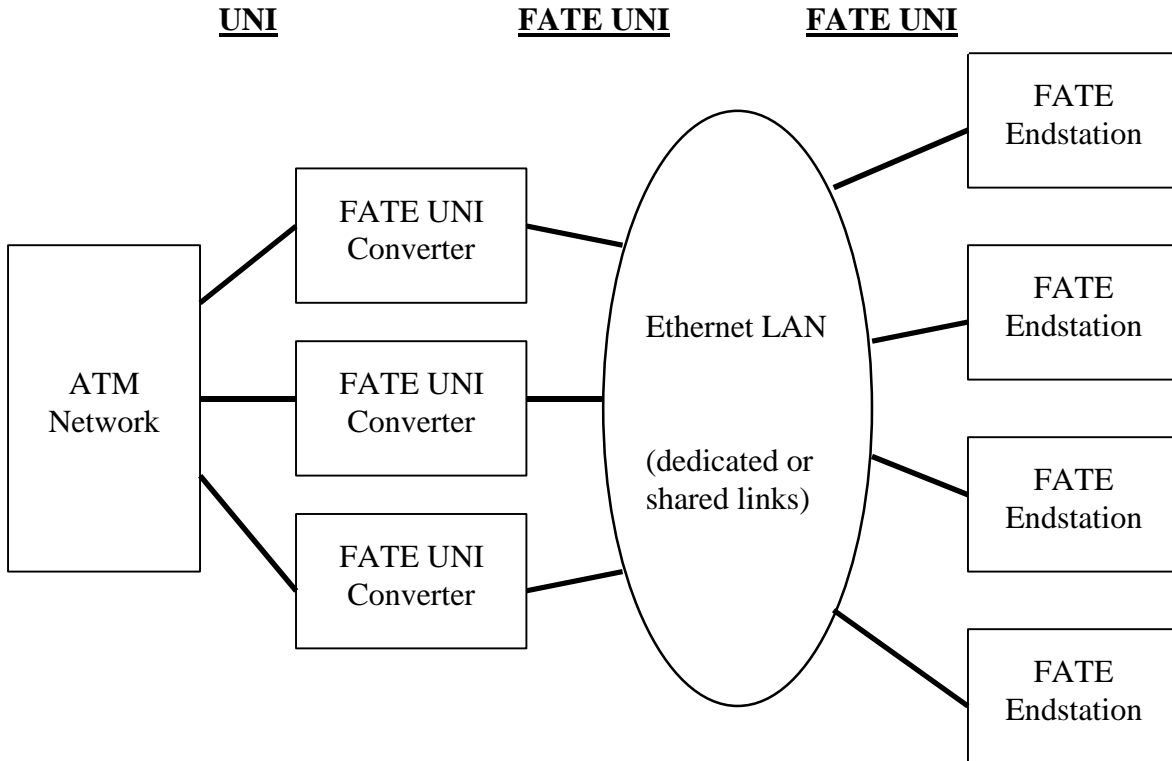 UNI
FATE UNI
FATE UNI
ATM
Network
FATE UNI
Converter
FATE UNI
Converter
FATE UNI
Converter
Ethernet LAN
(dedicated or
shared links)
FATE
Endstation
FATE
Endstation
FATE
Endstation
FATE
Endstation